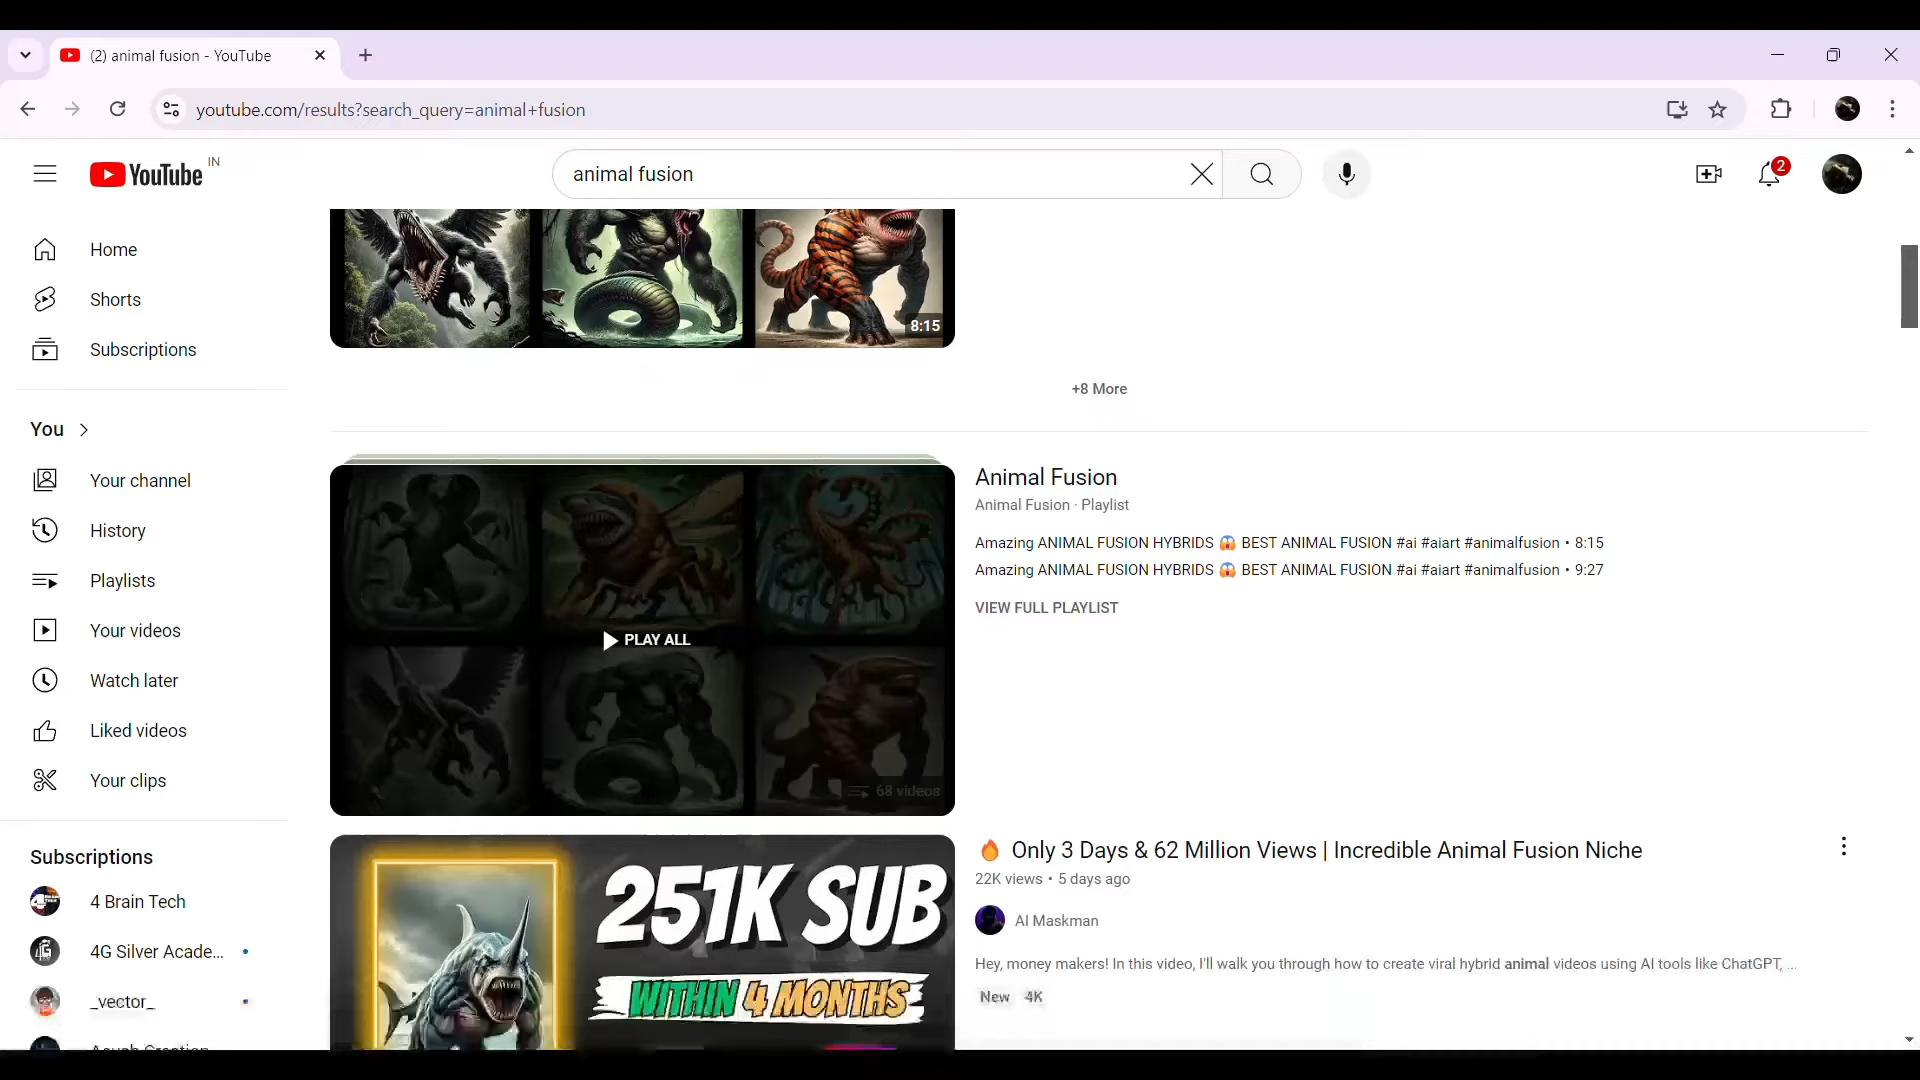 (2) animal fusion - YouTube
youtube.com/results?search_query=animal+fusion
YouTube IN
animal fusion
2
Home
Shorts
Subscriptions
You
Your channel
History
Playlists
Your videos
Watch later
Liked videos
Your clips
Subscriptions
4 Brain Tech
4G Silver Acade...
_vector_
8:15
+8 More
PLAY ALL
68 videos
Animal Fusion
Animal Fusion · Playlist
Amazing ANIMAL FUSION HYBRIDS 😱 BEST ANIMAL FUSION #ai #aiart #animalfusion • 8:15
Amazing ANIMAL FUSION HYBRIDS 😱 BEST ANIMAL FUSION #ai #aiart #animalfusion • 9:27
VIEW FULL PLAYLIST
251K SUB
WITHIN 4 MONTHS
🔥 Only 3 Days & 62 Million Views | Incredible Animal Fusion Niche
22K views • 5 days ago
AI Maskman
Hey, money makers! In this video, I'll walk you through how to create viral hybrid animal videos using AI tools like ChatGPT, ...
New 4K